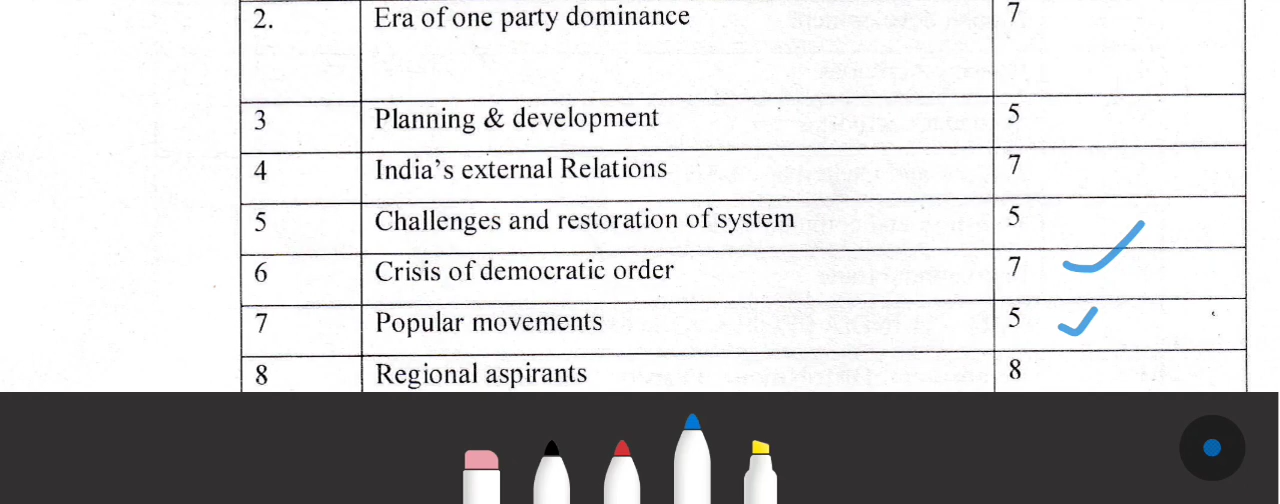 2. Era of one party dominance 7
3 Planning & development 5
4 India's external Relations 7
5 Challenges and restoration of system 5
6 Crisis of democratic order 7
7 Popular movements 5
8 Regional aspirants 8